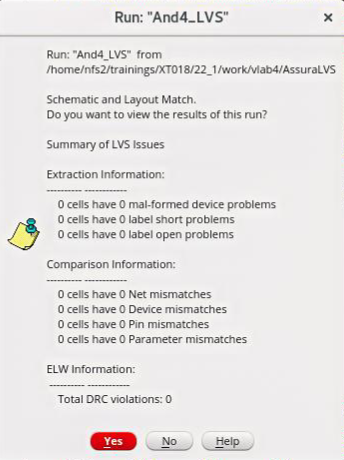 Run: "And4_LVS"
Run: "And4_LVS" from
/home/nfs2/trainings/XT018/22_1/work/vlab4/AssuraLVS
Schematic and Layout Match.
Do you want to view the results of this run?
Summary of LVS Issues
Extraction Information:
---------- ------------
0 cells have 0 mal-formed device problems
0 cells have 0 label short problems
0 cells have 0 label open problems
Comparison Information:
---------- ------------
0 cells have 0 Net mismatches
0 cells have 0 Device mismatches
0 cells have 0 Pin mismatches
0 cells have 0 Parameter mismatches
ELW Information:
---------- ------------
Total DRC violations: 0
Yes No Help